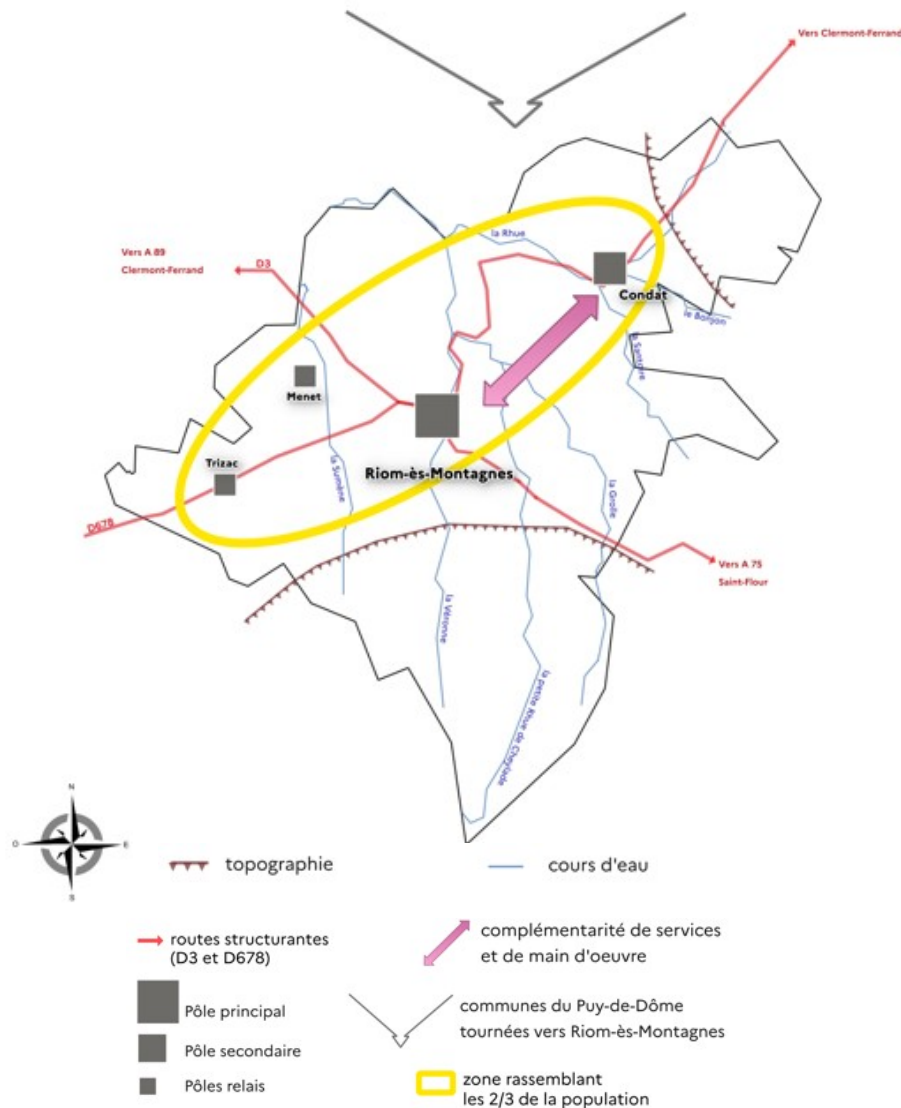 Vers Clermont-Ferrand
la Rhue
Vers A 89
Clermont-Ferrand
D3
Condat
le Bonjon
la Santoire
Menet
Trizac
Riom-ès-Montagnes
la Sumène
la Grolle
D678
Vers A 75
Saint-Flour
la Véronne
la petite Rhue de Cheylade
N
O
E
S
topographie
cours d'eau
routes structurantes
(D3 et D678)
complémentarité de services
et de main d'oeuvre
Pôle principal
communes du Puy-de-Dôme
tournées vers Riom-ès-Montagnes
Pôle secondaire
Pôles relais
zone rassemblant
les 2/3 de la population